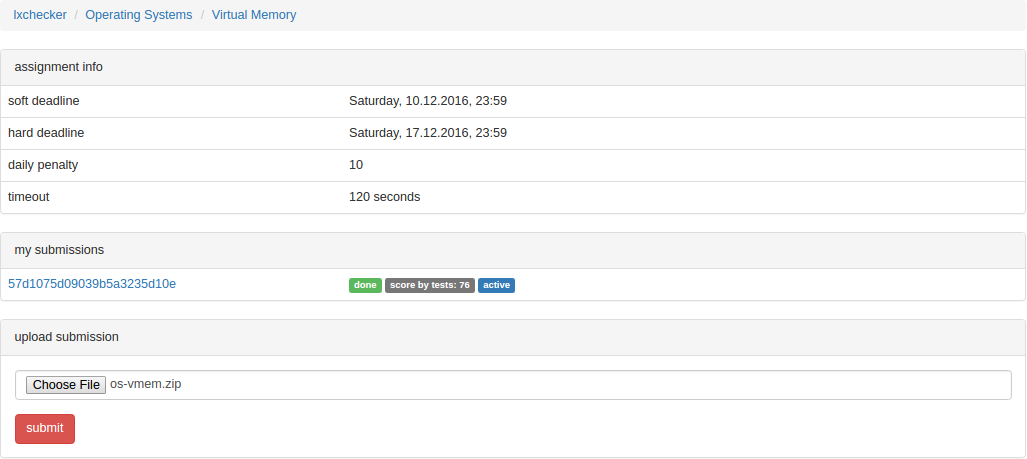 lxchecker / Operating Systems / Virtual Memory
assignment info
soft deadline Saturday, 10.12.2016, 23:59
hard deadline Saturday, 17.12.2016, 23:59
daily penalty 10
timeout 120 seconds
my submissions
57d1075d09039b5a3235d10e done score by tests: 76 active
upload submission
Choose File os-vmem.zip
submit